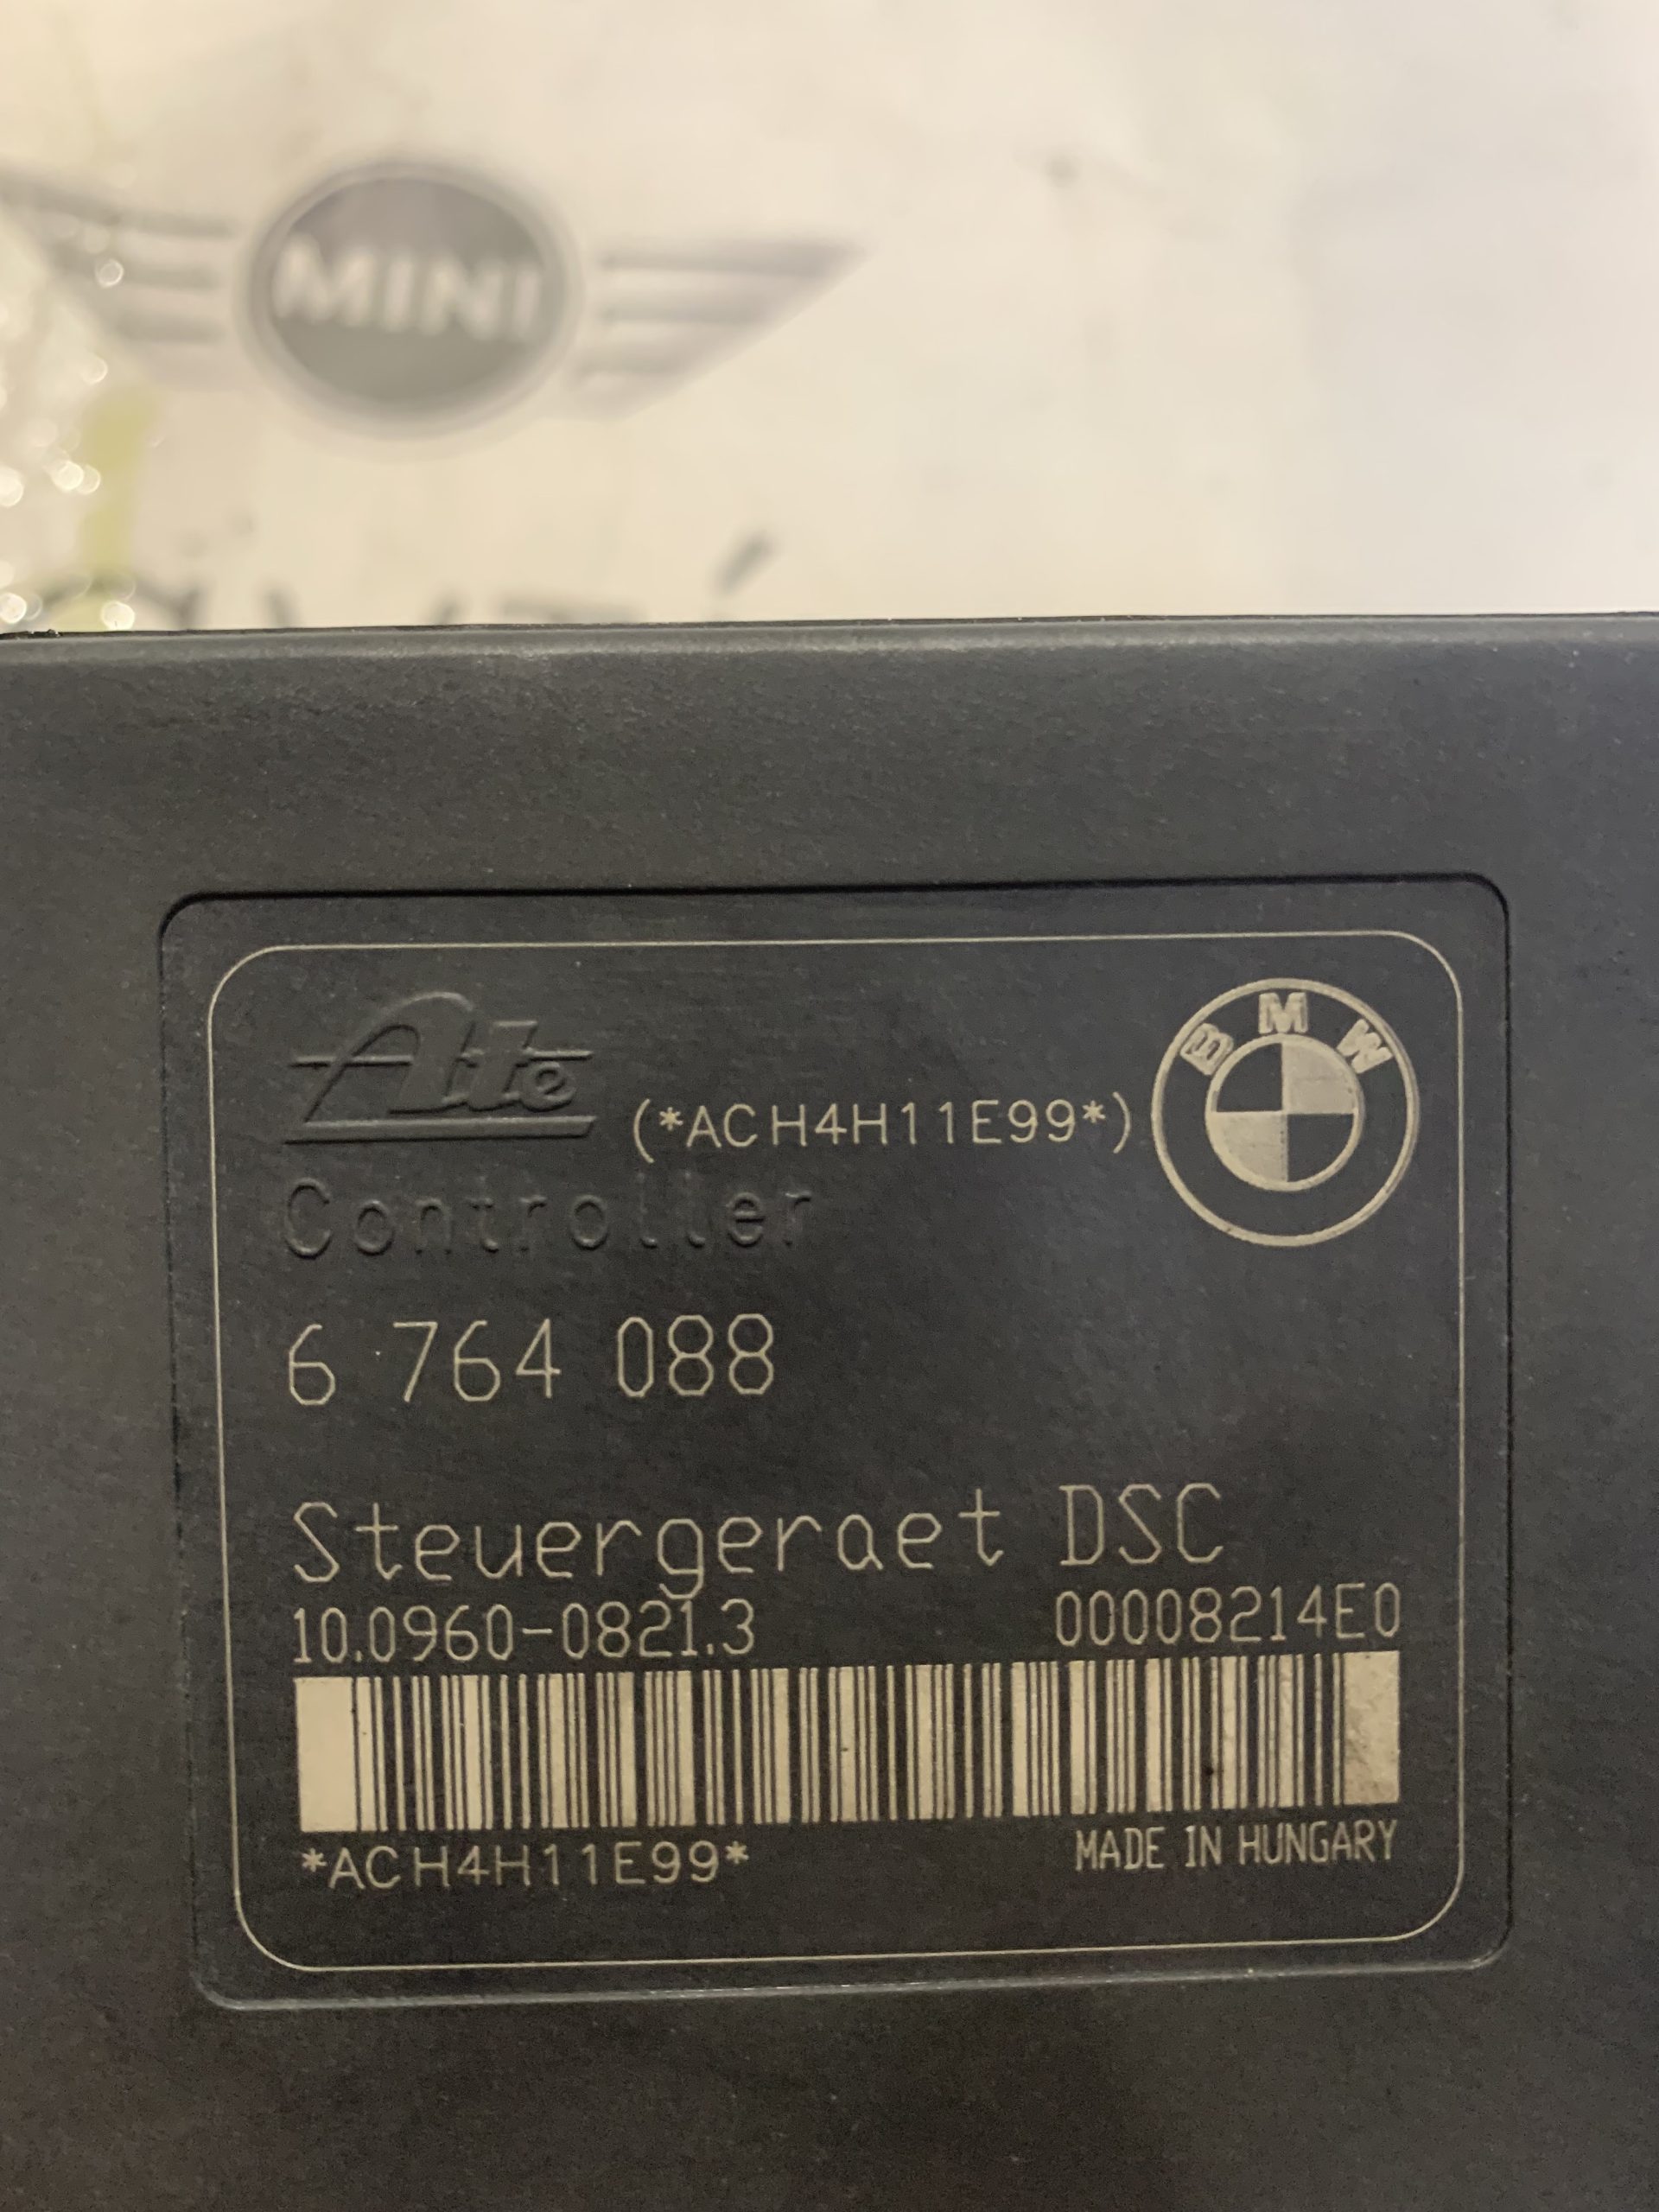 MINI
Ate
(*ACH4H11E99*)
BMW
Controller
6 764 088
Steuergeraet DSC
10.0960-0821.3
00008214E0
*ACH4H11E99*
MADE IN HUNGARY